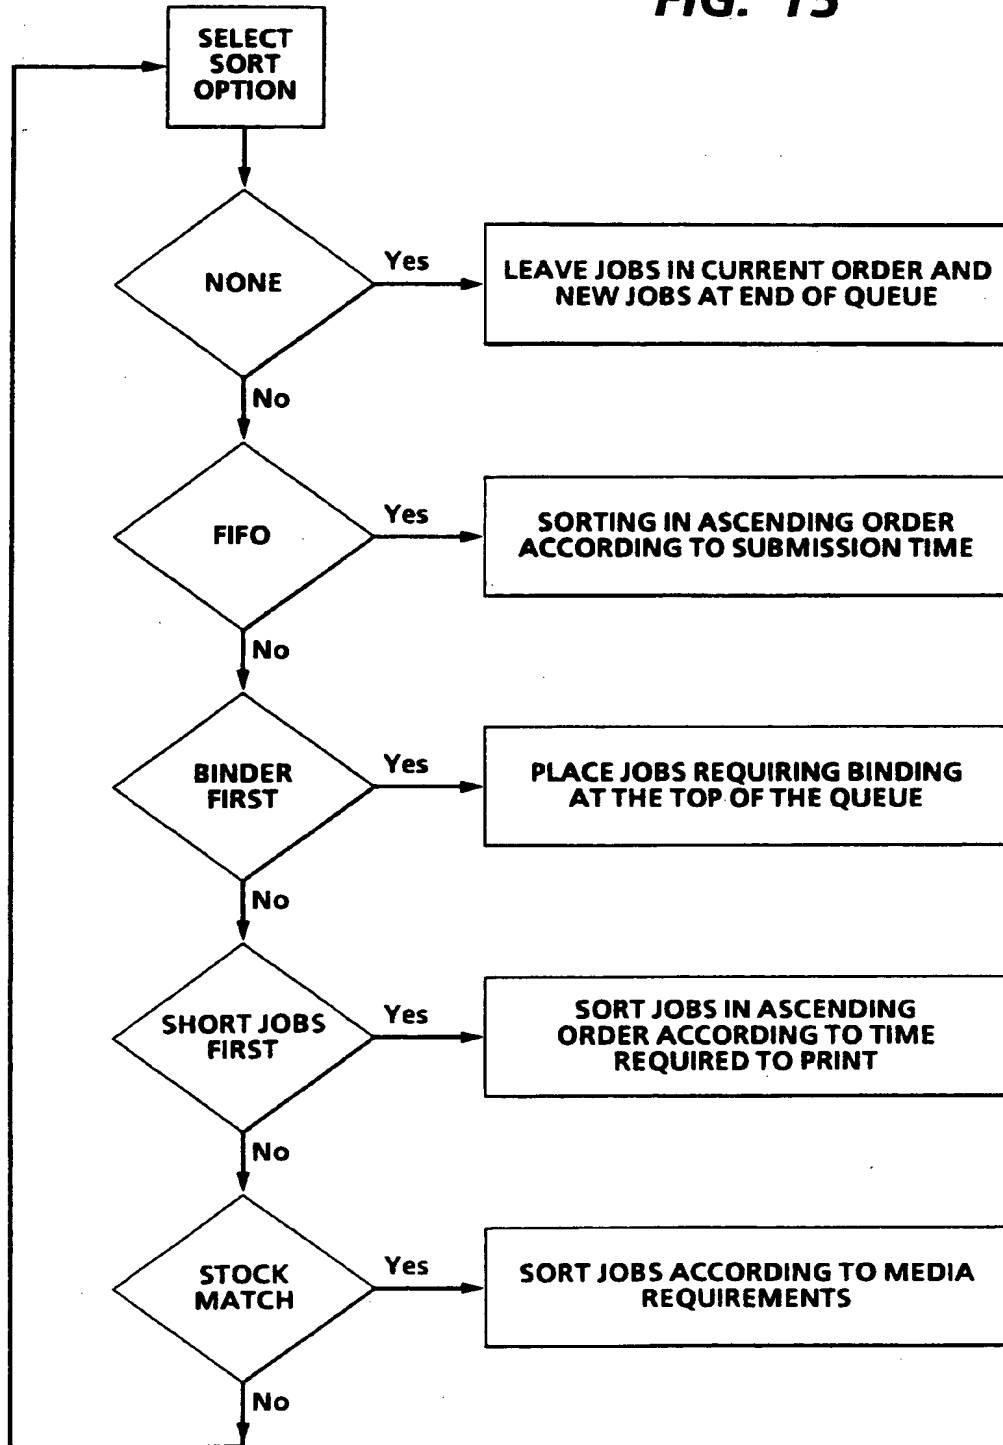 FIG. 15
SELECT
SORT
OPTION
NONE
Yes
LEAVE JOBS IN CURRENT ORDER AND
NEW JOBS AT END OF QUEUE
No
FIFO
Yes
SORTING IN ASCENDING ORDER
ACCORDING TO SUBMISSION TIME
No
BINDER
FIRST
Yes
PLACE JOBS REQUIRING BINDING
AT THE TOP OF THE QUEUE
No
SHORT JOBS
FIRST
Yes
SORT JOBS IN ASCENDING
ORDER ACCORDING TO TIME
REQUIRED TO PRINT
No
STOCK
MATCH
Yes
SORT JOBS ACCORDING TO MEDIA
REQUIREMENTS
No